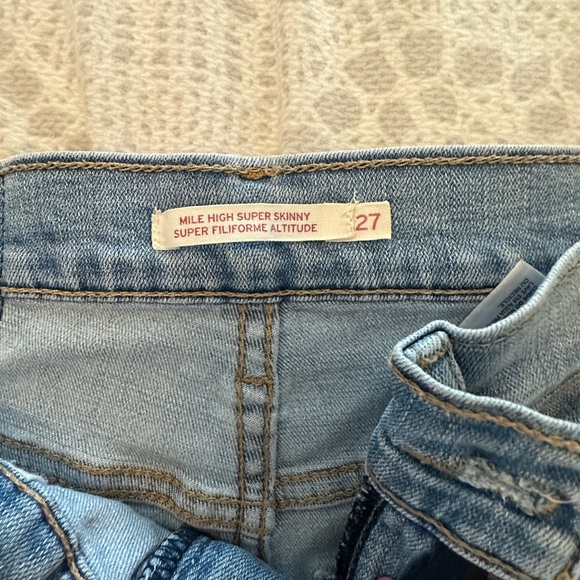 MILE HIGH SUPER SKINNY
SUPER FILIFORME ALTITUDE
27